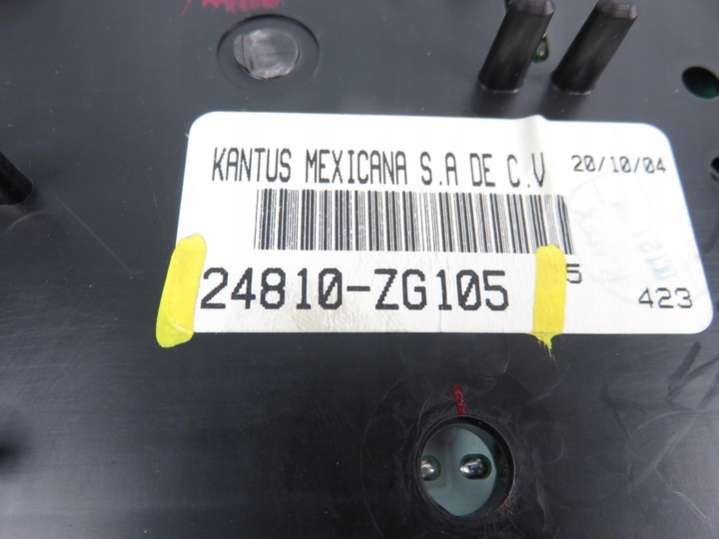 KANTUS MEXICANA S.A DE C.V 20/10/04
24810-ZG105 5
423